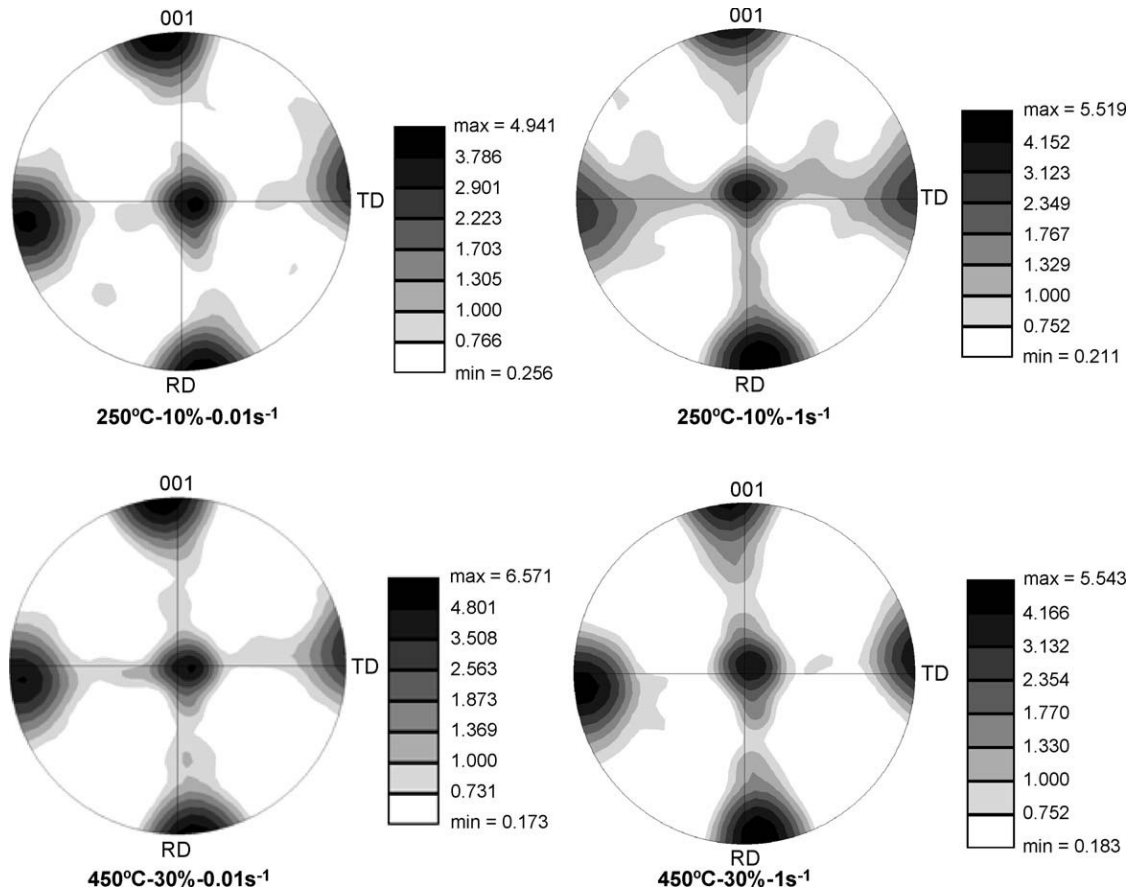 001
TD
RD
max = 4.941
3.786
2.901
2.223
1.703
1.305
1.000
0.766
min = 0.256
250ºC-10%-0.01s-1
001
TD
RD
max = 5.519
4.152
3.123
2.349
1.767
1.329
1.000
0.752
min = 0.211
250ºC-10%-1s-1
001
TD
RD
max = 6.571
4.801
3.508
2.563
1.873
1.369
1.000
0.731
min = 0.173
450ºC-30%-0.01s-1
001
TD
RD
max = 5.543
4.166
3.132
2.354
1.770
1.330
1.000
0.752
min = 0.183
450ºC-30%-1s-1